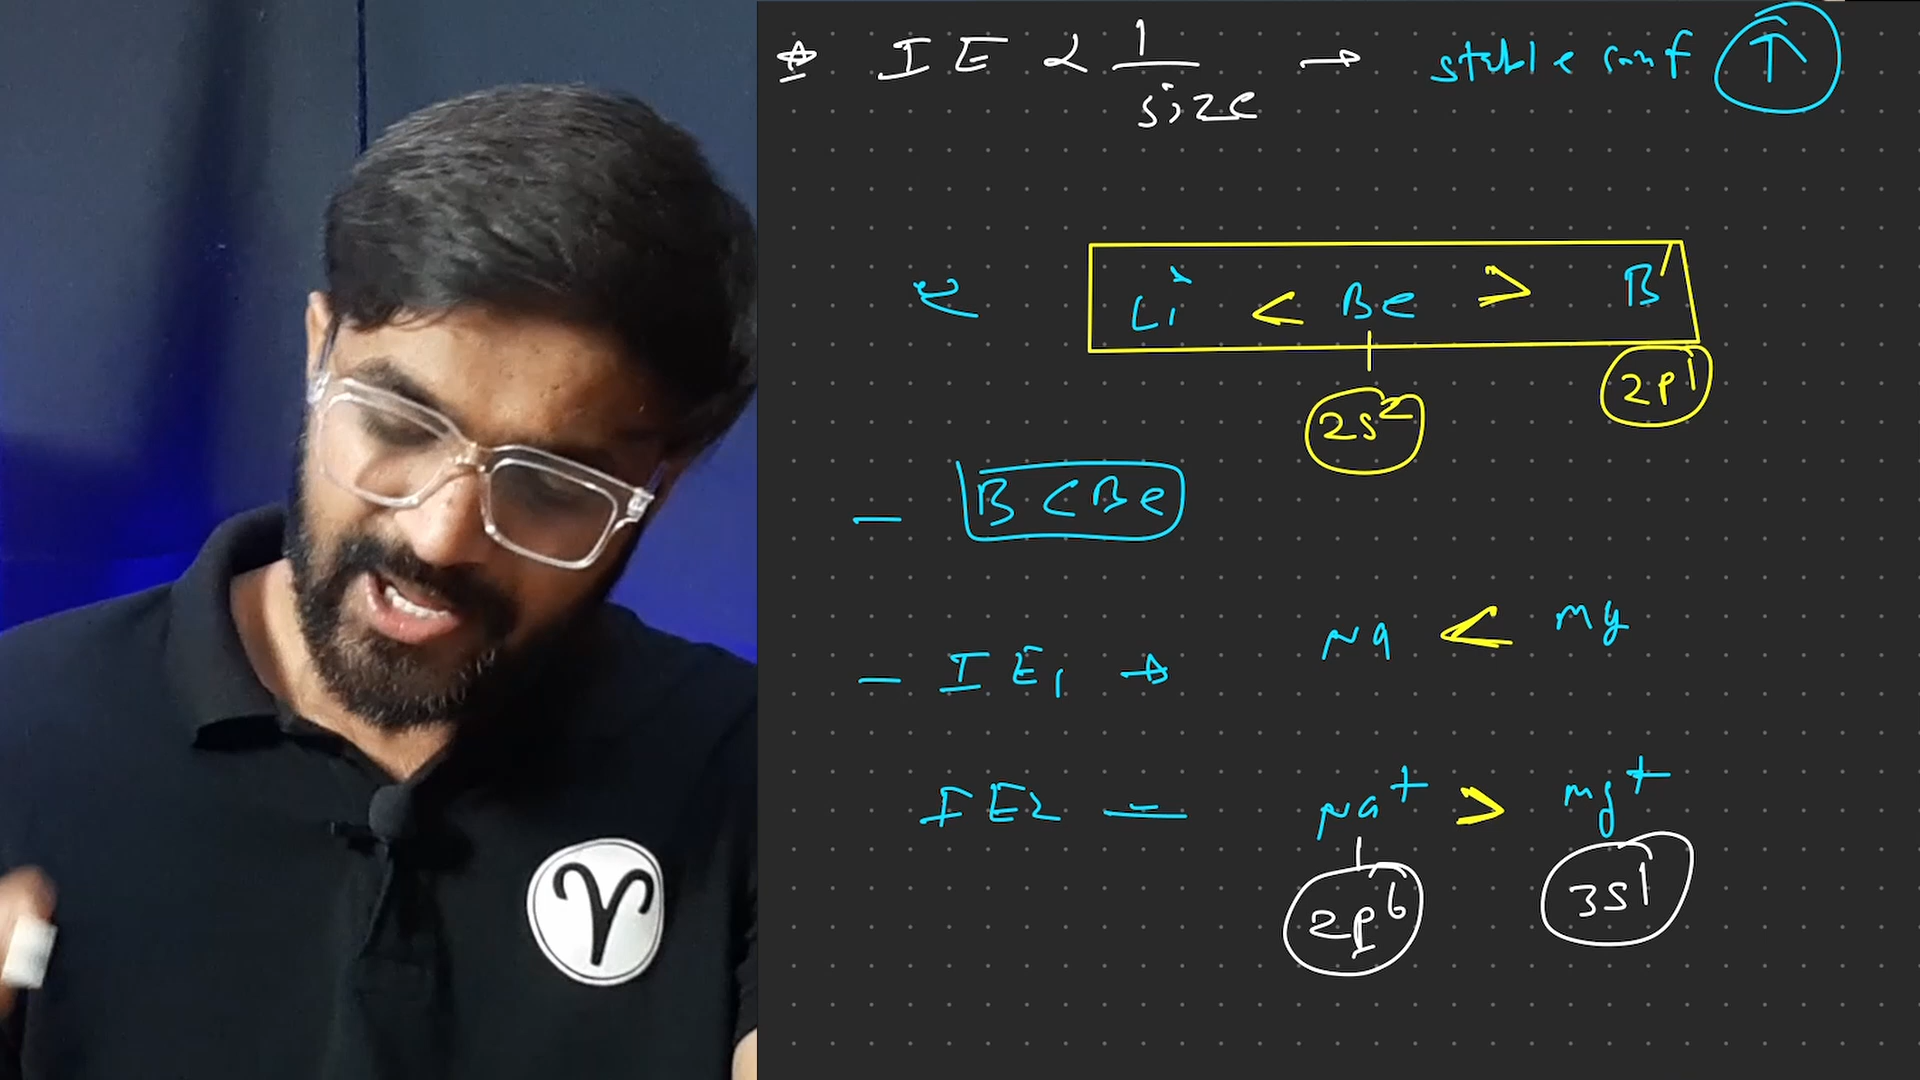 IE ∝ 1/size → stable conf ↑
Li < Be > B
2s² 2p¹
- B < Be
- IE₁ → Na < Mg
IE2 - Na⁺ > Mg⁺
2p⁶ 3s¹